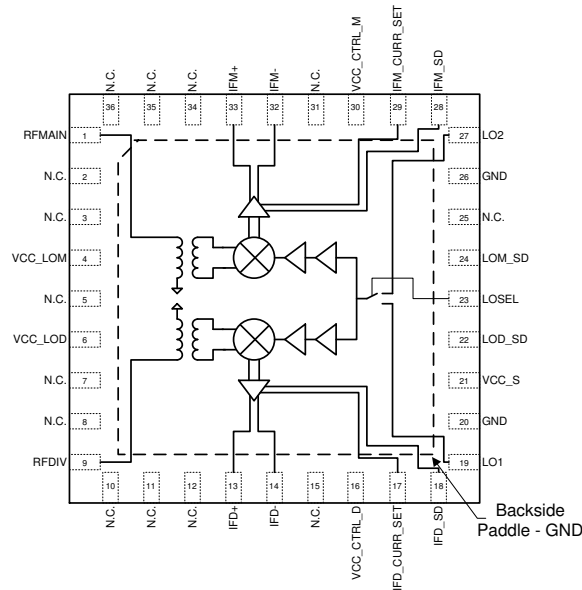 N.C.
N.C.
N.C.
IFM+
IFM-
N.C.
VCC_CTRL_M
IFM_CURR_SET
IFM_SD
36
35
34
33
32
31
30
29
28
RFMAIN 1
27 LO2
N.C. 2
26 GND
N.C. 3
25 N.C.
VCC_LOM 4
24 LOM_SD
N.C. 5
23 LOSEL
VCC_LOD 6
22 LOD_SD
N.C. 7
21 VCC_S
N.C. 8
20 GND
RFDIV 9
19 LO1
10
11
12
13
14
15
16
17
18
N.C.
N.C.
N.C.
IFD+
IFD-
N.C.
VCC_CTRL_D
IFD_CURR_SET
IFD_SD
Backside
Paddle - GND